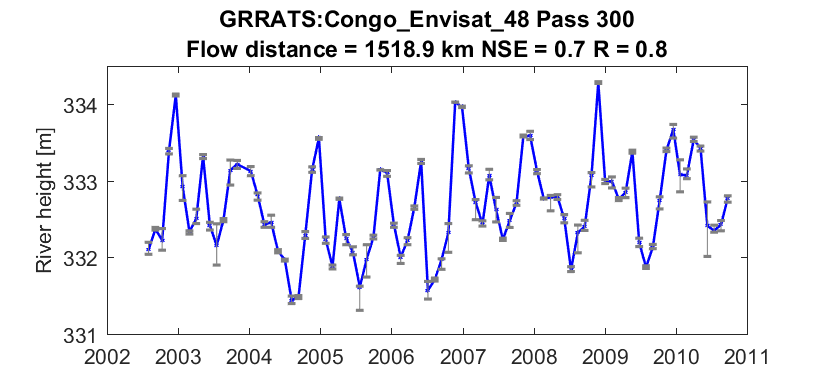 GRRATS:Congo_Envisat_48 Pass 300
Flow distance = 1518.9 km NSE = 0.7 R = 0.8
River height [m]
334
333
332
331
2002 2003 2004 2005 2006 2007 2008 2009 2010 2011